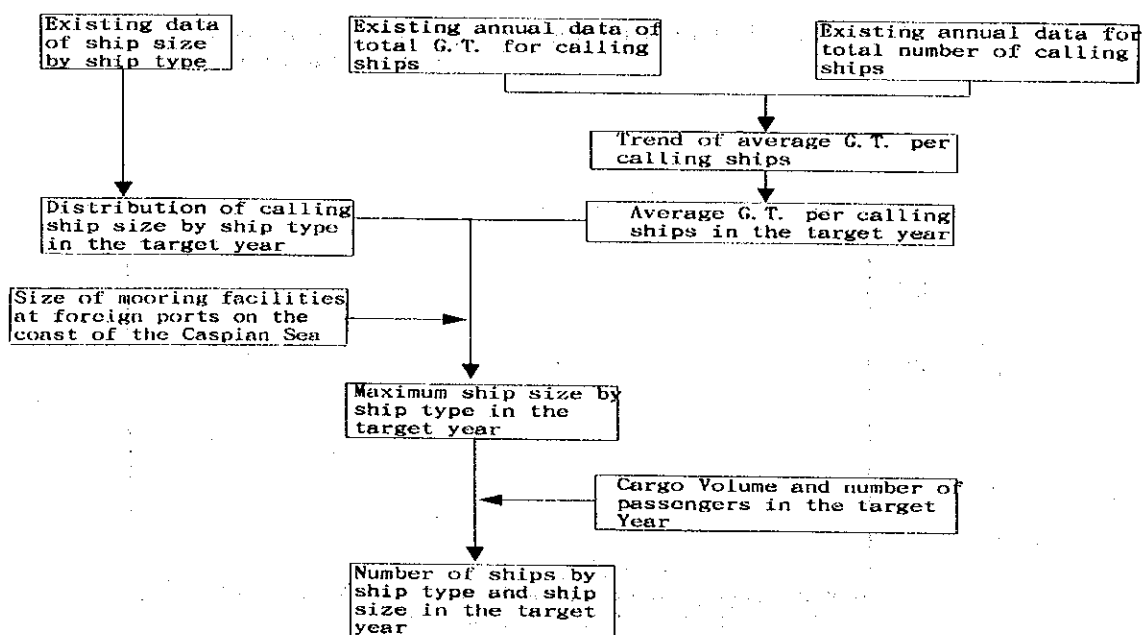 Existing data
of ship size
by ship type
Existing annual data of
total G.T. for calling
ships
Existing annual data for
total number of calling
ships
Trend of average G.T. per
calling ships
Distribution of calling
ship size by ship type
in the target year
Average G.T. per calling
ships in the target year
Size of mooring facilities
at foreign ports on the
coast of the Caspian Sea
Maximum ship size by
ship type in the
target year
Cargo Volume and number of
passengers in the target
Year
Number of ships by
ship type and ship
size in the target
year